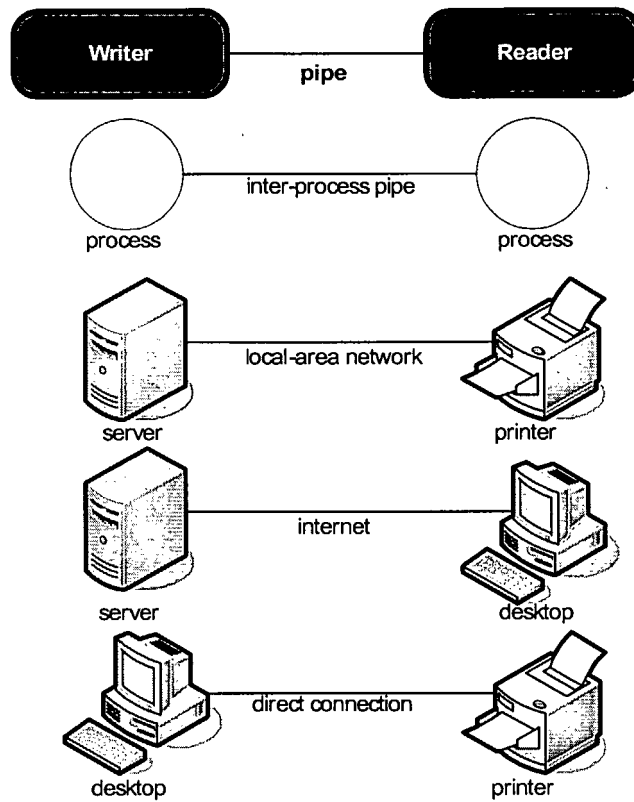 Writer
Reader
pipe
inter-process pipe
process
process
local-area network
server
printer
internet
server
desktop
direct connection
desktop
printer